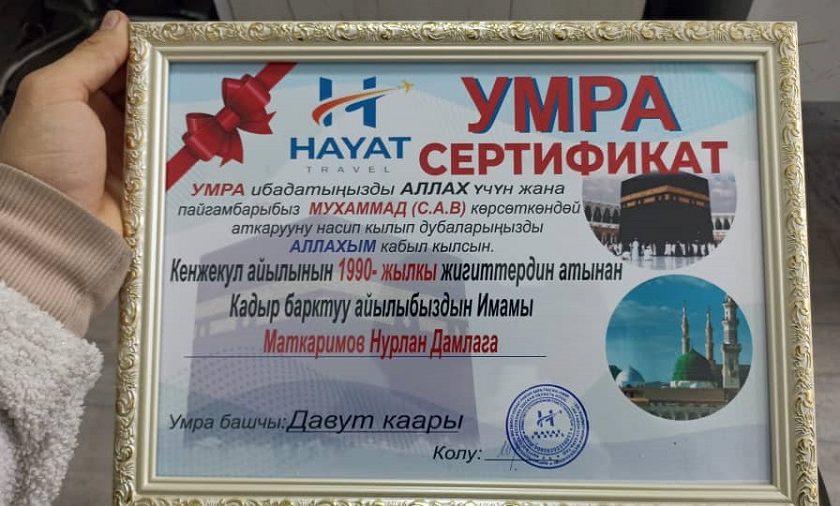 HAYAT
TRAVEL
УМРА
СЕРТИФИКАТ
УМРА ибадатыңызды АЛЛАХ үчүн жана
пайгамбарыбыз МУХАММАД (С.А.В) көрсөткөндөй
аткарууну насип кылып дубаларыңызды
АЛЛАХЫМ кабыл кылсын.
Кенжекул айылынын 1990- жылкы жигиттердин атынан
Кадыр барктуу айылыбыздын Имамы
Маткаримов Нурлан Дамлага
Умра башчы: Давут каары
Колу: